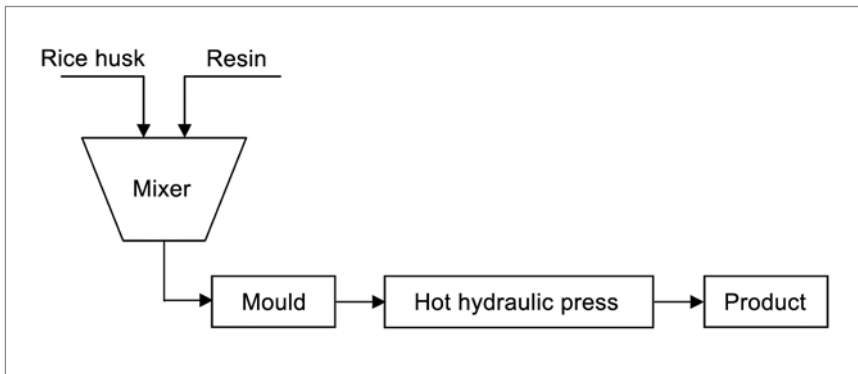 Rice husk
Resin
Mixer
Mould
Hot hydraulic press
Product